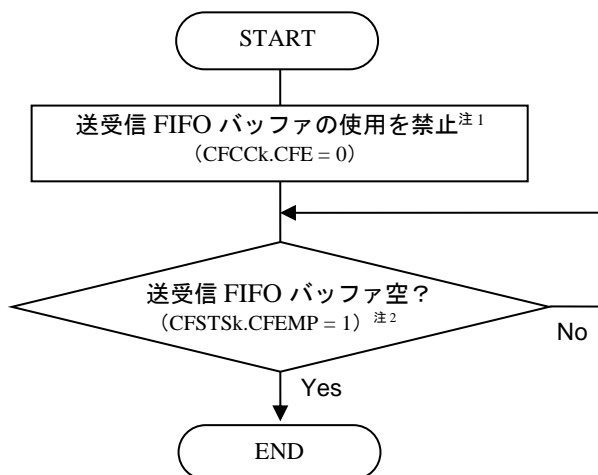 START
送受信 FIFO バッファの使用を禁止注 1
（CFCCk.CFE = 0）
送受信 FIFO バッファ空？
（CFSTSk.CFEMP = 1）注 2
No
Yes
END